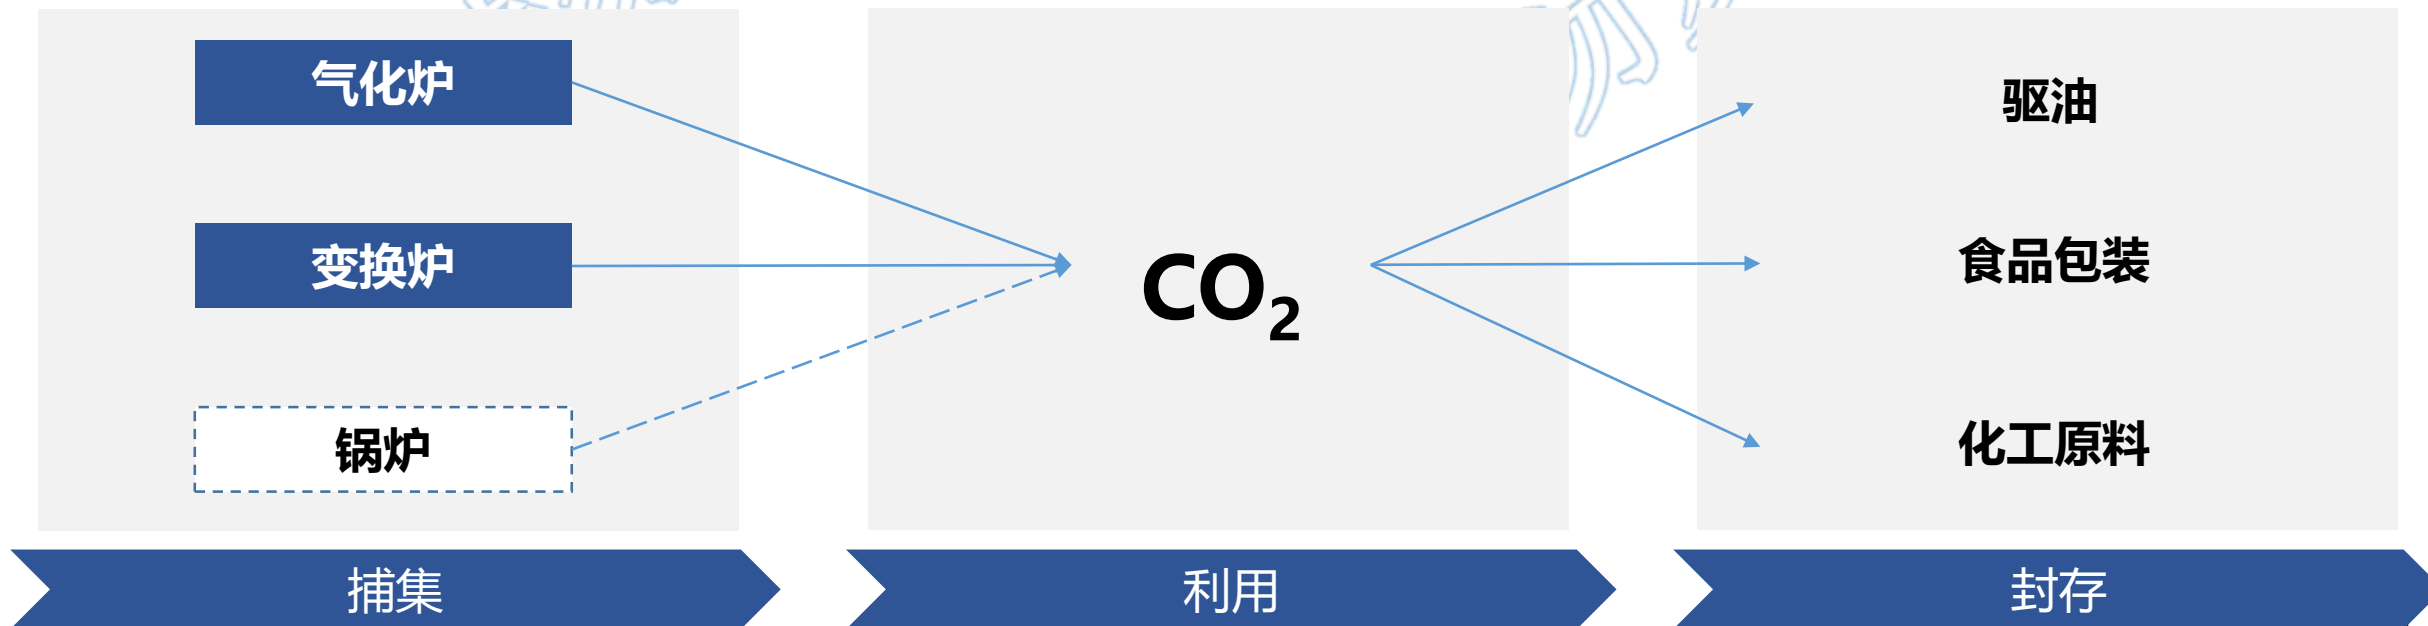 气化炉
变换炉
锅炉
CO₂
驱油
食品包装
化工原料
捕集
利用
封存